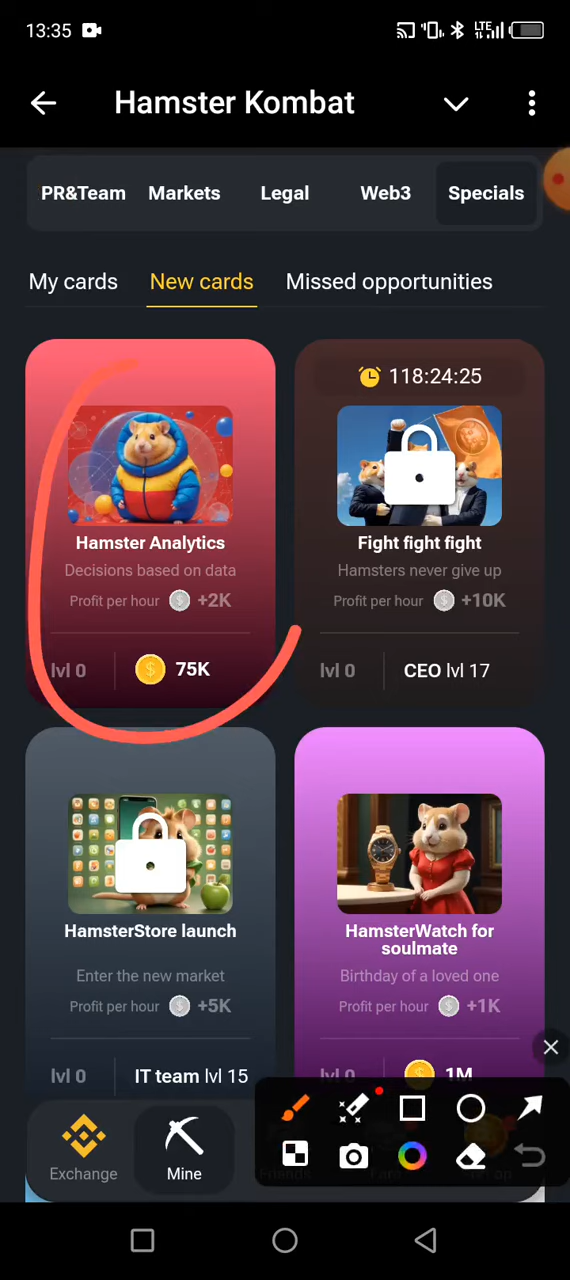 13:35
LTE
Hamster Kombat
PR&Team Markets Legal Web3 Specials
My cards New cards Missed opportunities
Hamster Analytics
Decisions based on data
Profit per hour +2K
lvl 0 75K
118:24:25
Fight fight fight
Hamsters never give up
Profit per hour +10K
lvl 0 CEO lvl 17
HamsterStore launch
Enter the new market
Profit per hour +5K
lvl 0 IT team lvl 15
HamsterWatch for
soulmate
Birthday of a loved one
Profit per hour +1K
lvl 0 1M
Exchange Mine